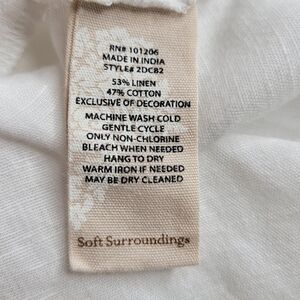 RN# 101206
MADE IN INDIA
STYLE# 2DC82
53% LINEN
47% COTTON
EXCLUSIVE OF DECORATION
MACHINE WASH COLD
GENTLE CYCLE
ONLY NON-CHLORINE
BLEACH WHEN NEEDED
HANG TO DRY
WARM IRON IF NEEDED
MAY BE DRY CLEANED
Soft Surroundings